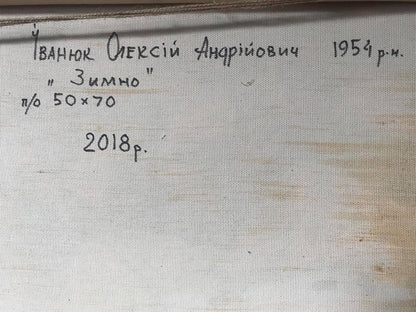 Іванюк Олексій Андрійович 1954 р.н.
„Зимно"
п/о 50×70
2018р.